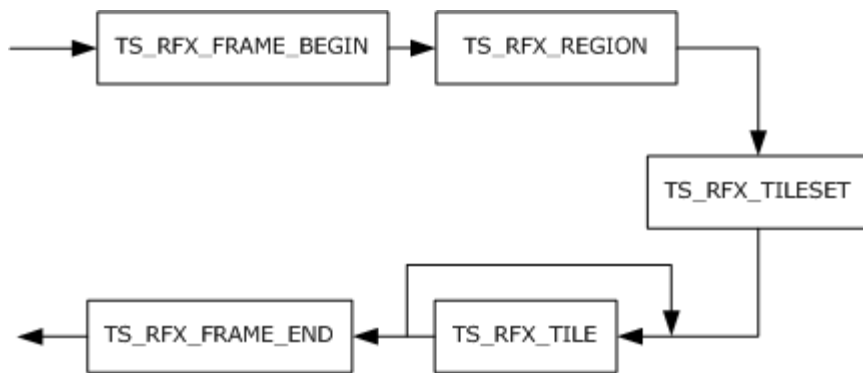 TS_RFX_FRAME_BEGIN
TS_RFX_REGION
TS_RFX_TILESET
TS_RFX_FRAME_END
TS_RFX_TILE